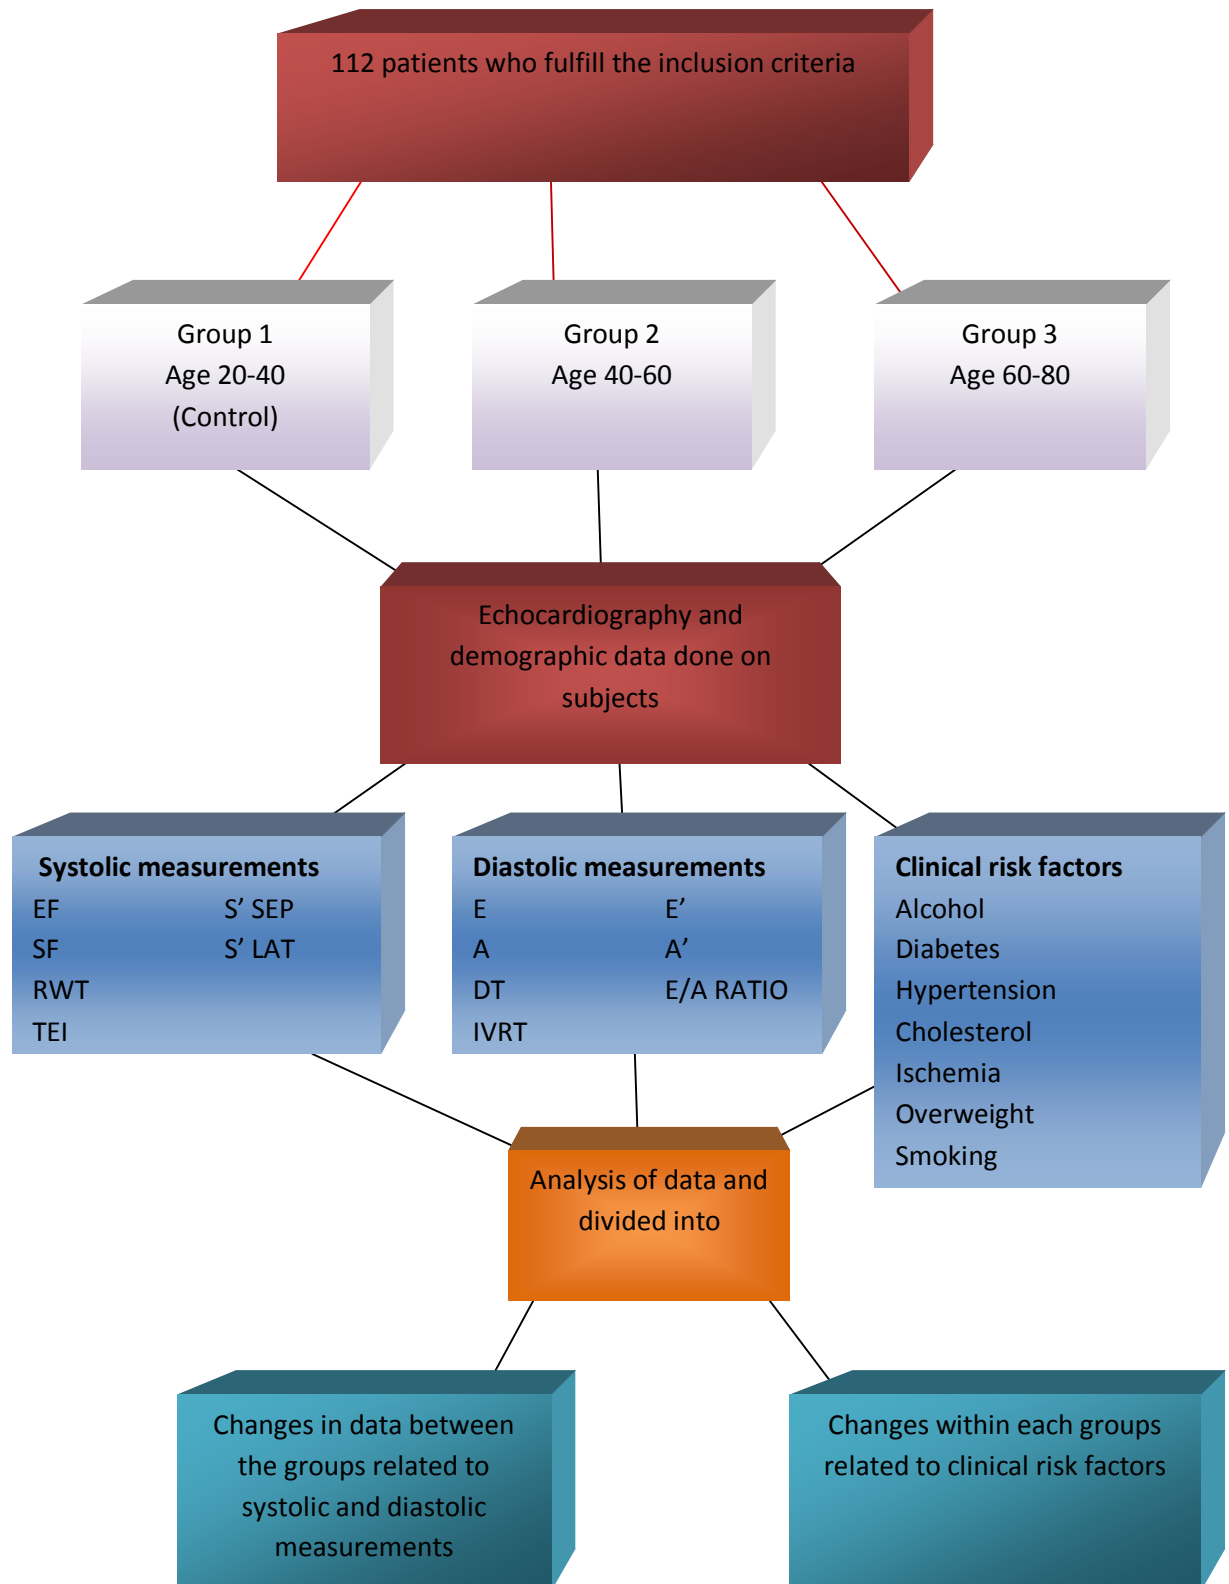 112 patients who fulfill the inclusion criteria
Group 1
Age 20-40
(Control)
Group 2
Age 40-60
Group 3
Age 60-80
Echocardiography and
demographic data done on
subjects
Systolic measurements
EF S’ SEP
SF S’ LAT
RWT
TEI
Diastolic measurements
E E’
A A’
DT E/A RATIO
IVRT
Clinical risk factors
Alcohol
Diabetes
Hypertension
Cholesterol
Ischemia
Overweight
Smoking
Analysis of data and
divided into
Changes in data between
the groups related to
systolic and diastolic
measurements
Changes within each groups
related to clinical risk factors